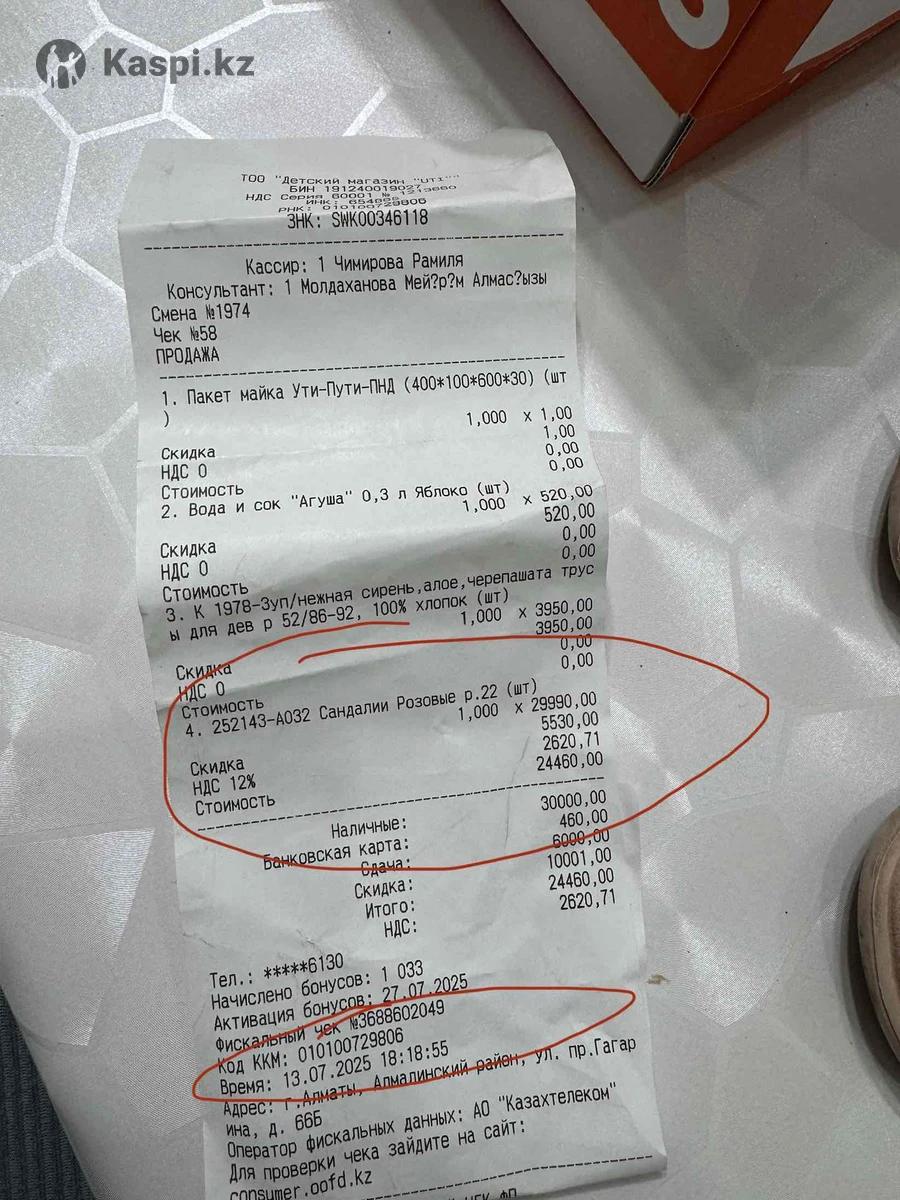 Kaspi.kz
ТОО "Детский магазин "UTI""
БИН 191240019027
НДС Серия 60001 №
РНК: 010100729806
ЗНК: SWK00346118
Кассир: 1 Чимирова Рамиля
Консультант: 1 Молдаханова Мей?р?м Алмас?ызы
Смена №1974
Чек №58
ПРОДАЖА
1. Пакет майка Ути-Пути-ПНД (400*100*600*30) (шт
)
1,000 x 1,00
Скидка 1,00
НДС 0 0,00
Стоимость 0,00
2. Вода и сок "Агуша" 0,3 л Яблоко (шт)
1,000 x 520,00
Скидка 520,00
НДС 0 0,00
Стоимость 0,00
3. К 1978-3уп/нежная сирень,алое,черепашата трус
ы для дев р 52/86-92, 100% хлопок (шт)
1,000 x 3950,00
Скидка 3950,00
НДС 0 0,00
Стоимость 0,00
4. 252143-A032 Сандалии Розовые р.22 (шт)
1,000 x 29990,00
Скидка 5530,00
НДС 12% 2620,71
Стоимость 24460,00
Наличные: 30000,00
Банковская карта: 460,00
Сдача: 6000,00
Скидка: 10001,00
Итого: 24460,00
НДС: 2620,71
Тел.: *****6130
Начислено бонусов: 1 033
Активация бонусов: 27.07.2025
Фискальный чек №3688602049
Код ККМ: 010100729806
Время: 13.07.2025 18:18:55
Адрес: г.Алматы, Алмалинский район, ул. пр.Гагар
ина, д. 66Б
Оператор фискальных данных: АО "Казахтелеком"
Для проверки чека зайдите на сайт:
consumer.oofd.kz